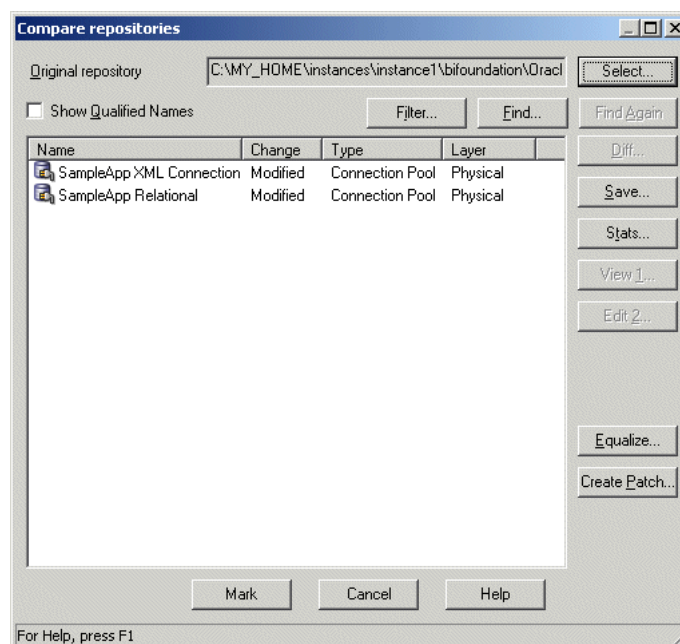 Compare repositories
Original repository C:\MY_HOME\instances\instance1\bifoundation\Oracl Select...
Show Qualified Names Filter... Find... Find Again
Name Change Type Layer Diff...
SampleApp XML Connection Modified Connection Pool Physical
SampleApp Relational Modified Connection Pool Physical Save...
Stats...
View 1...
Edit 2...
Equalize...
Create Patch...
Mark Cancel Help
For Help, press F1